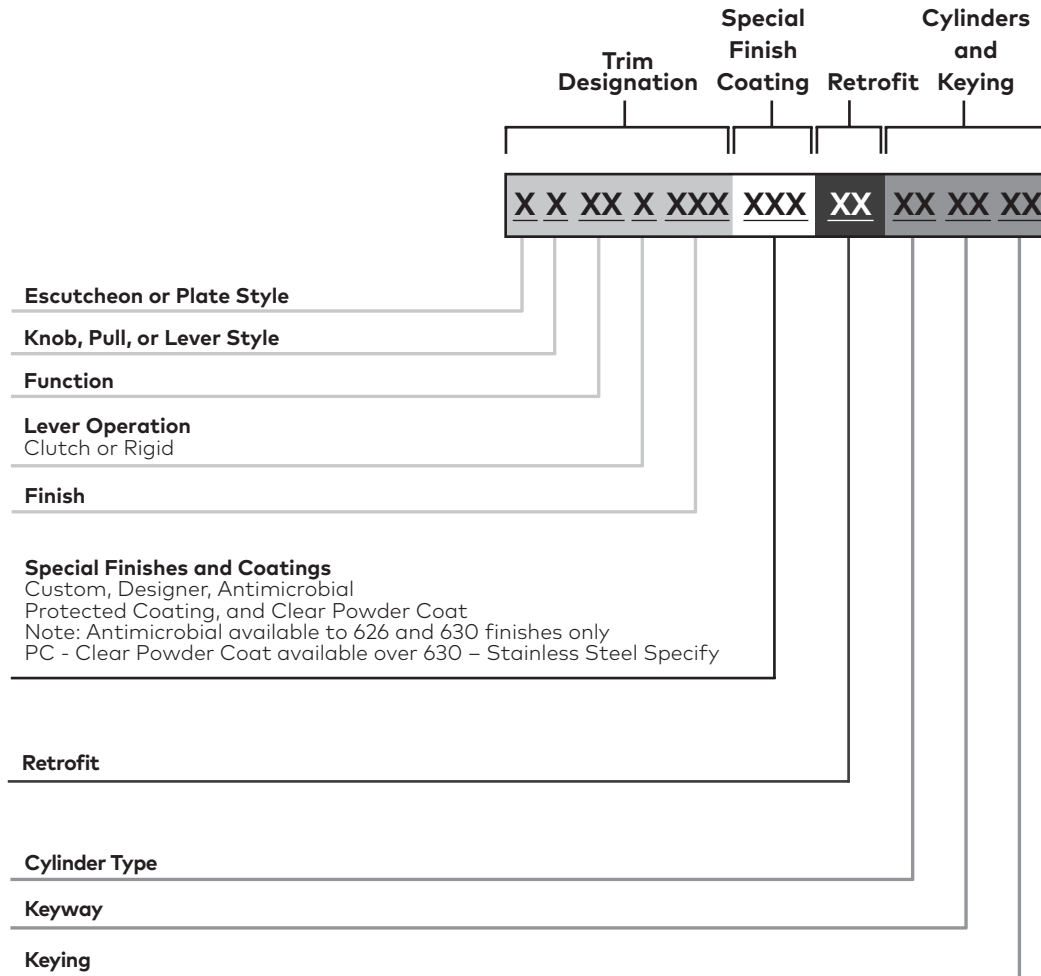 Special
Finish
Coating
Cylinders
and
Keying
Trim
Designation
Retrofit
X X XX X XXX XXX XX XX XX XX
Escutcheon or Plate Style
Knob, Pull, or Lever Style
Function
Lever Operation
Clutch or Rigid
Finish
Special Finishes and Coatings
Custom, Designer, Antimicrobial
Protected Coating, and Clear Powder Coat
Note: Antimicrobial available to 626 and 630 finishes only
PC - Clear Powder Coat available over 630 – Stainless Steel Specify
Retrofit
Cylinder Type
Keyway
Keying